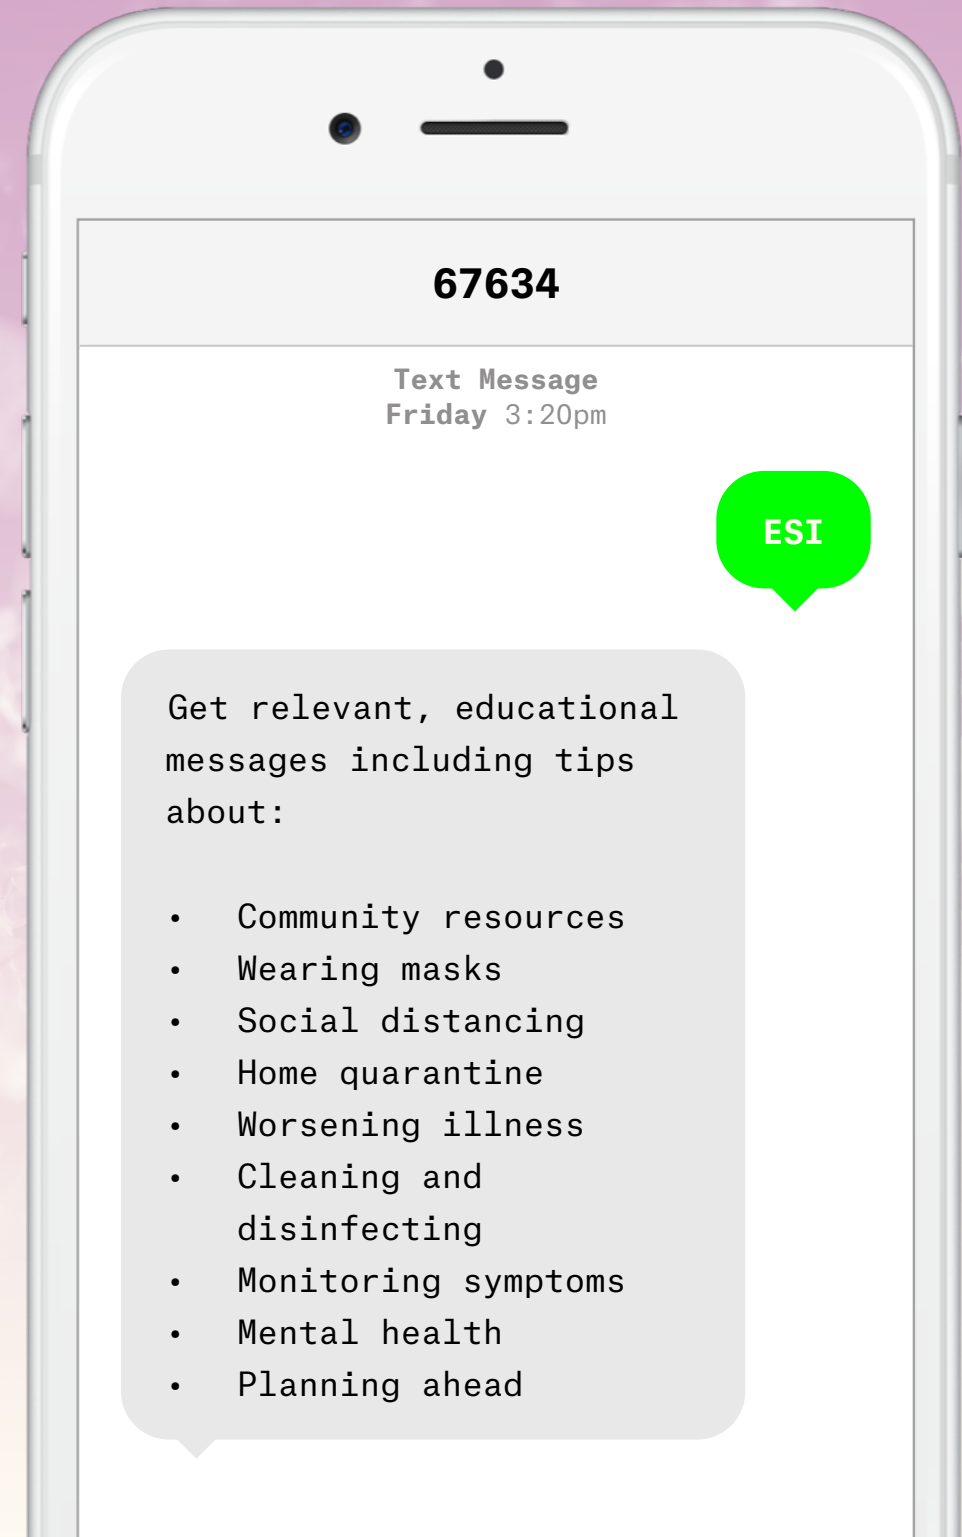 67634
Text Message
Friday 3:20pm
ESI
Get relevant, educational
messages including tips
about:
• Community resources
• Wearing masks
• Social distancing
• Home quarantine
• Worsening illness
• Cleaning and
disinfecting
• Monitoring symptoms
• Mental health
• Planning ahead